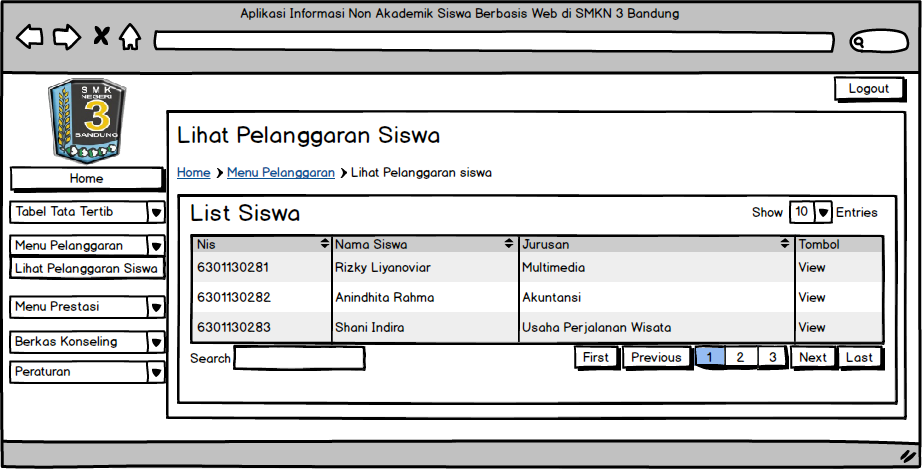 Aplikasi Informasi Non Akademik Siswa Berbasis Web di SMKN 3 Bandung
Logout
SMK
NEGERI
3
BANDUNG
Home
Tabel Tata Tertib
Menu Pelanggaran
Lihat Pelanggaran Siswa
Menu Prestasi
Berkas Konseling
Peraturan
Lihat Pelanggaran Siswa
Home Menu Pelanggaran Lihat Pelanggaran siswa
List Siswa
Show 10 Entries
Nis Nama Siswa Jurusan Tombol
6301130281 Rizky Liyanoviar Multimedia View
6301130282 Anindhita Rahma Akuntansi View
6301130283 Shani Indira Usaha Perjalanan Wisata View
Search First Previous 1 2 3 Next Last